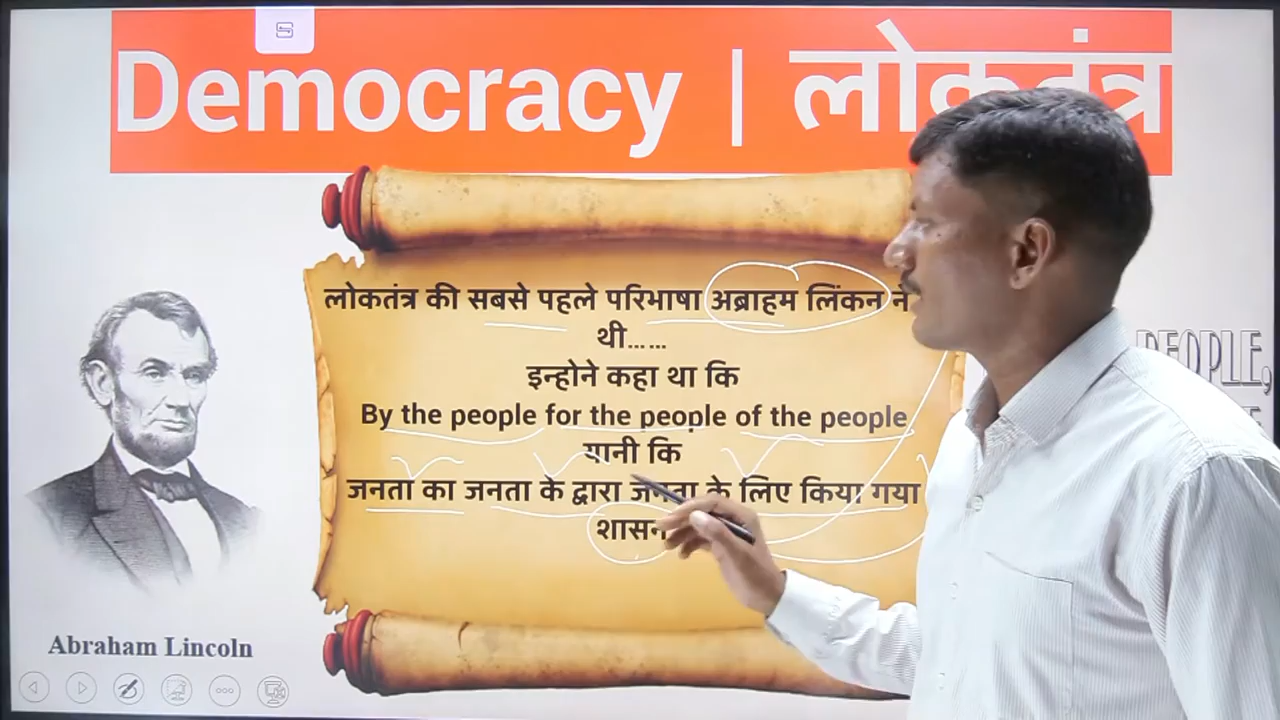 Democracy | लोकतंत्र
लोकतंत्र की सबसे पहले परिभाषा अब्राहम लिंकन ने
थी......
इन्होने कहा था कि
By the people for the people of the people
यानी कि
जनता का जनता के द्वारा जनता के लिए किया गया
शासन
PEOPLE,
Abraham Lincoln